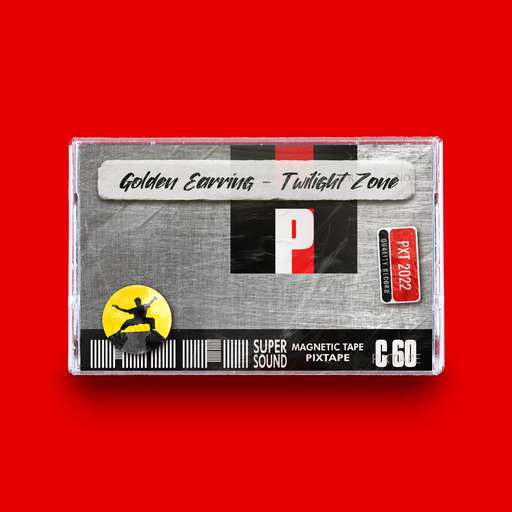 Golden Earring - Twilight Zone
P
PXT 2022
QUALITY RECORD
SUPER
SOUND
MAGNETIC TAPE
PIXTAPE
C 60